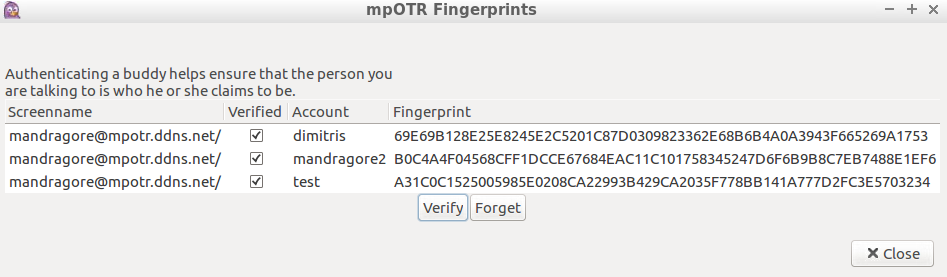 mpOTR Fingerprints
Authenticating a buddy helps ensure that the person you
are talking to is who he or she claims to be.
Screenname Verified Account Fingerprint
mandragore@mpotr.ddns.net/ dimitris 69E69B128E25E8245E2C5201C87D0309823362E68B6B4A0A3943F665269A1753
mandragore@mpotr.ddns.net/ mandragore2 B0C4A4F04568CFF1DCCE67684EAC11C101758345247D6F6B9B8C7EB7488E1EF6
mandragore@mpotr.ddns.net/ test A31C0C1525005985E0208CA22993B429CA2035F778BB141A777D2FC3E5703234
Verify Forget
Close